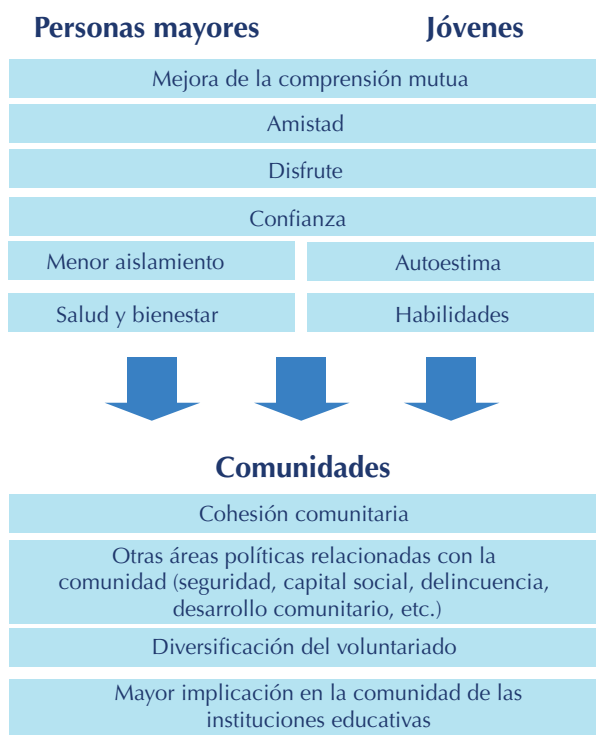 Personas mayores Jóvenes
Mejora de la comprensión mutua
Amistad
Disfrute
Confianza
Menor aislamiento Autoestima
Salud y bienestar Habilidades
Comunidades
Cohesión comunitaria
Otras áreas políticas relacionadas con la
comunidad (seguridad, capital social, delincuencia,
desarrollo comunitario, etc.)
Diversificación del voluntariado
Mayor implicación en la comunidad de las
instituciones educativas